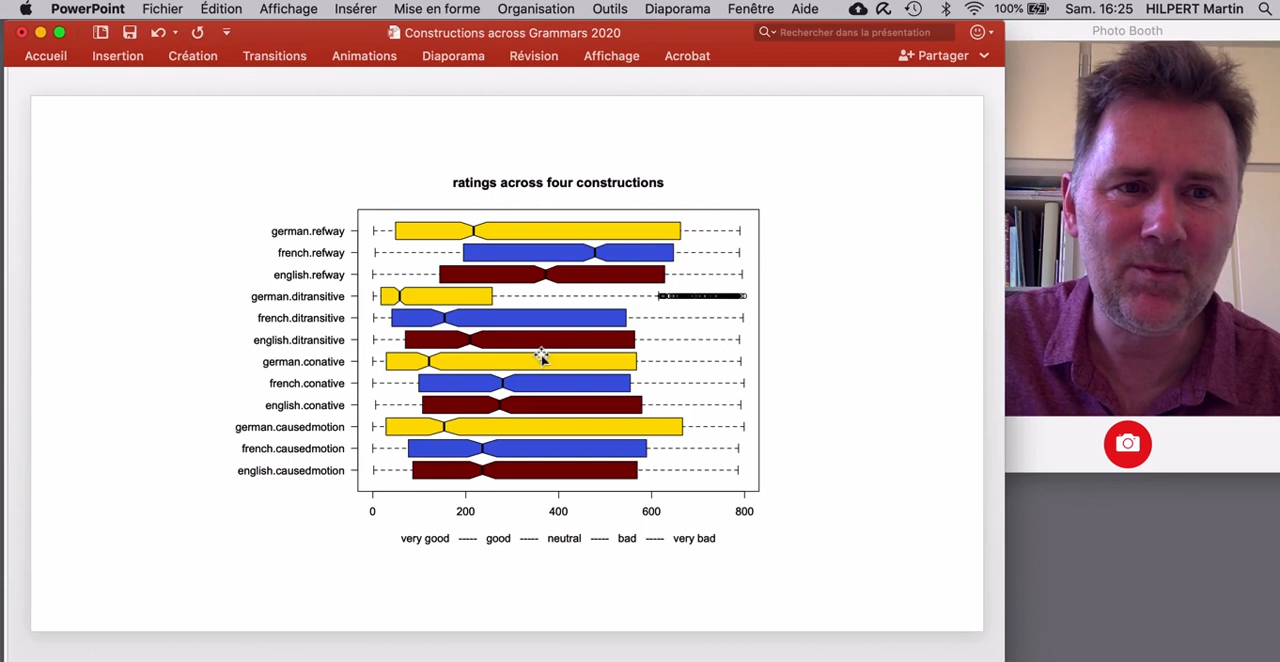 PowerPoint Fichier Édition Affichage Insérer Mise en forme Organisation Outils Diaporama Fenêtre Aide 100% Sam. 16:25 HILPERT Martin
Constructions across Grammars 2020
Rechercher dans la présentation
Photo Booth
Accueil Insertion Création Transitions Animations Diaporama Révision Affichage Acrobat Partager
ratings across four constructions
german.refway
french.refway
english.refway
german.ditransitive
french.ditransitive
english.ditransitive
german.conative
french.conative
english.conative
german.causedmotion
french.causedmotion
english.causedmotion
0 200 400 600 800
very good ----- good ----- neutral ----- bad ----- very bad